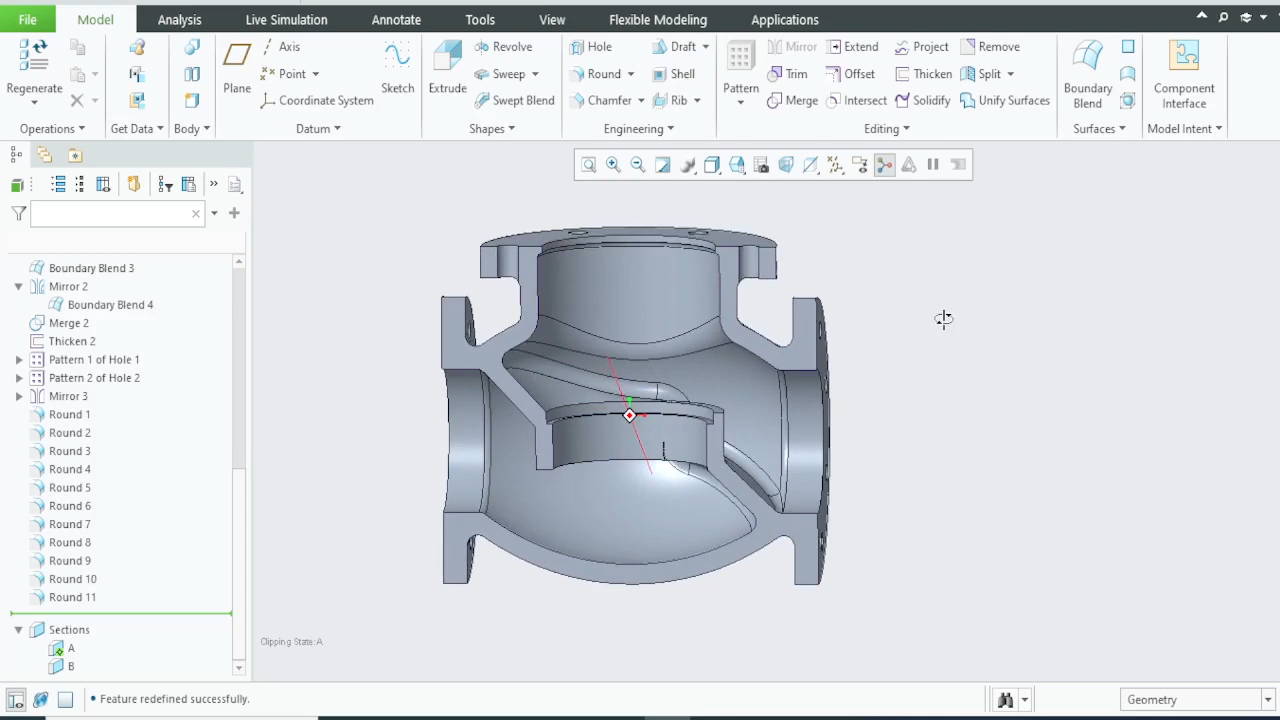 File Model Analysis Live Simulation Annotate Tools View Flexible Modeling Applications
Axis Revolve Hole Draft Mirror Extend Project Remove
Point Sweep Round Shell Trim Offset Thicken Split
Regenerate Plane Sketch Extrude Pattern Boundary Blend Component Interface
Coordinate System Swept Blend Chamfer Rib Merge Intersect Solidify Unify Surfaces
Operations Get Data Body Datum Shapes Engineering Editing Surfaces Model Intent
Boundary Blend 3
Mirror 2
Boundary Blend 4
Merge 2
Thicken 2
Pattern 1 of Hole 1
Pattern 2 of Hole 2
Mirror 3
Round 1
Round 2
Round 3
Round 4
Round 5
Round 6
Round 7
Round 8
Round 9
Round 10
Round 11
Sections
A
B
Clipping State:A
• Feature redefined successfully.
Geometry